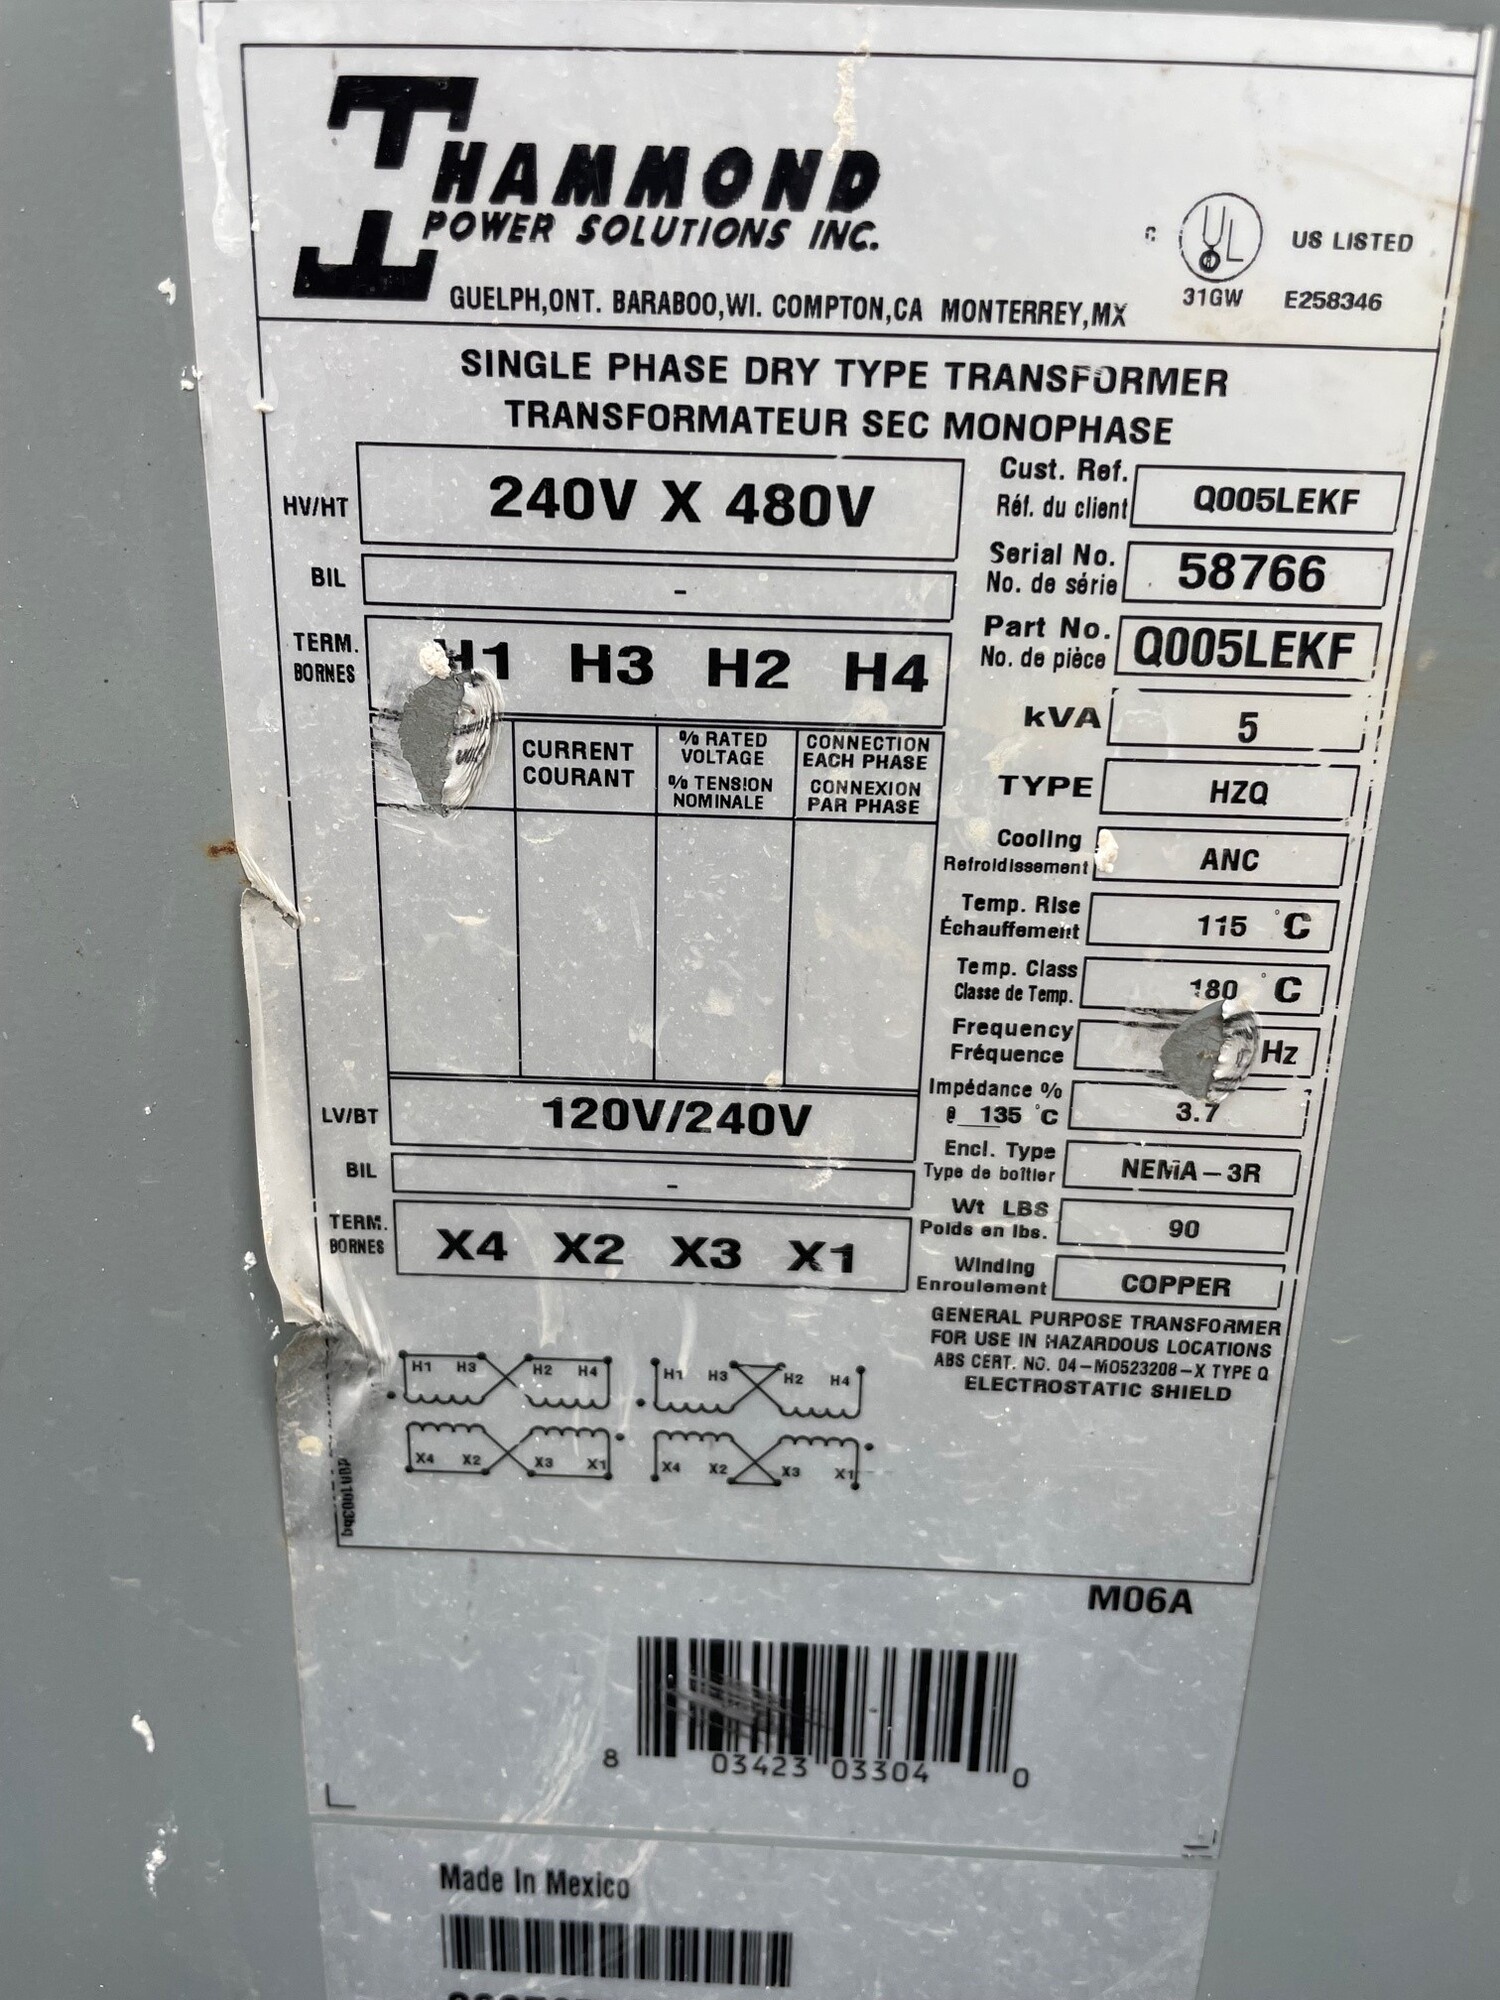 HAMMOND
POWER SOLUTIONS INC.
GUELPH,ONT. BARABOO,WI. COMPTON,CA MONTERREY,MX
C UL US LISTED
31GW E258346
SINGLE PHASE DRY TYPE TRANSFORMER
TRANSFORMATEUR SEC MONOPHASE
HV/HT 240V X 480V
BIL -
TERM.
BORNES
H1 H3 H2 H4
CURRENT
COURANT
% RATED
VOLTAGE
% TENSION
NOMINALE
CONNECTION
EACH PHASE
CONNEXION
PAR PHASE
LV/BT 120V/240V
BIL -
TERM.
BORNES
X4 X2 X3 X1
Cust. Ref.
Réf. du client
Q005LEKF
Serial No.
No. de série
58766
Part No.
No. de pièce
Q005LEKF
kVA 5
TYPE HZQ
Cooling
Refroidissement
ANC
Temp. Rise
Échauffement
115 °C
Temp. Class
Classe de Temp.
180 °C
Frequency
Fréquence
Hz
Impédance %
@ 135 °C
3.7
Encl. Type
Type de boîtier
NEMA-3R
Wt LBS
Poids en lbs.
90
Winding
Enroulement
COPPER
GENERAL PURPOSE TRANSFORMER
FOR USE IN HAZARDOUS LOCATIONS
ABS CERT. NO. 04-MO523208-X TYPE Q
ELECTROSTATIC SHIELD
H1 H3 H2 H4
X4 X2 X3 X1
H1 H3 H2 H4
X4 X2 X3 X1
M06A
8 03423 03304 0
Made In Mexico